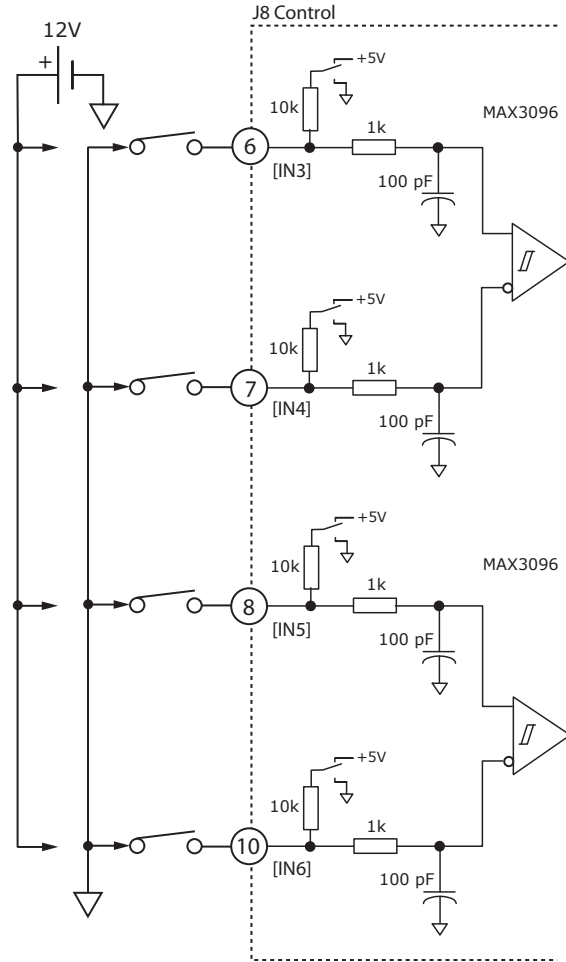 J8 Control
12V
+
+5V
10k
1k
MAX3096
6
[IN3]
100 pF
+5V
10k
1k
7
[IN4]
100 pF
+5V
10k
1k
MAX3096
8
[IN5]
100 pF
+5V
10k
1k
10
[IN6]
100 pF